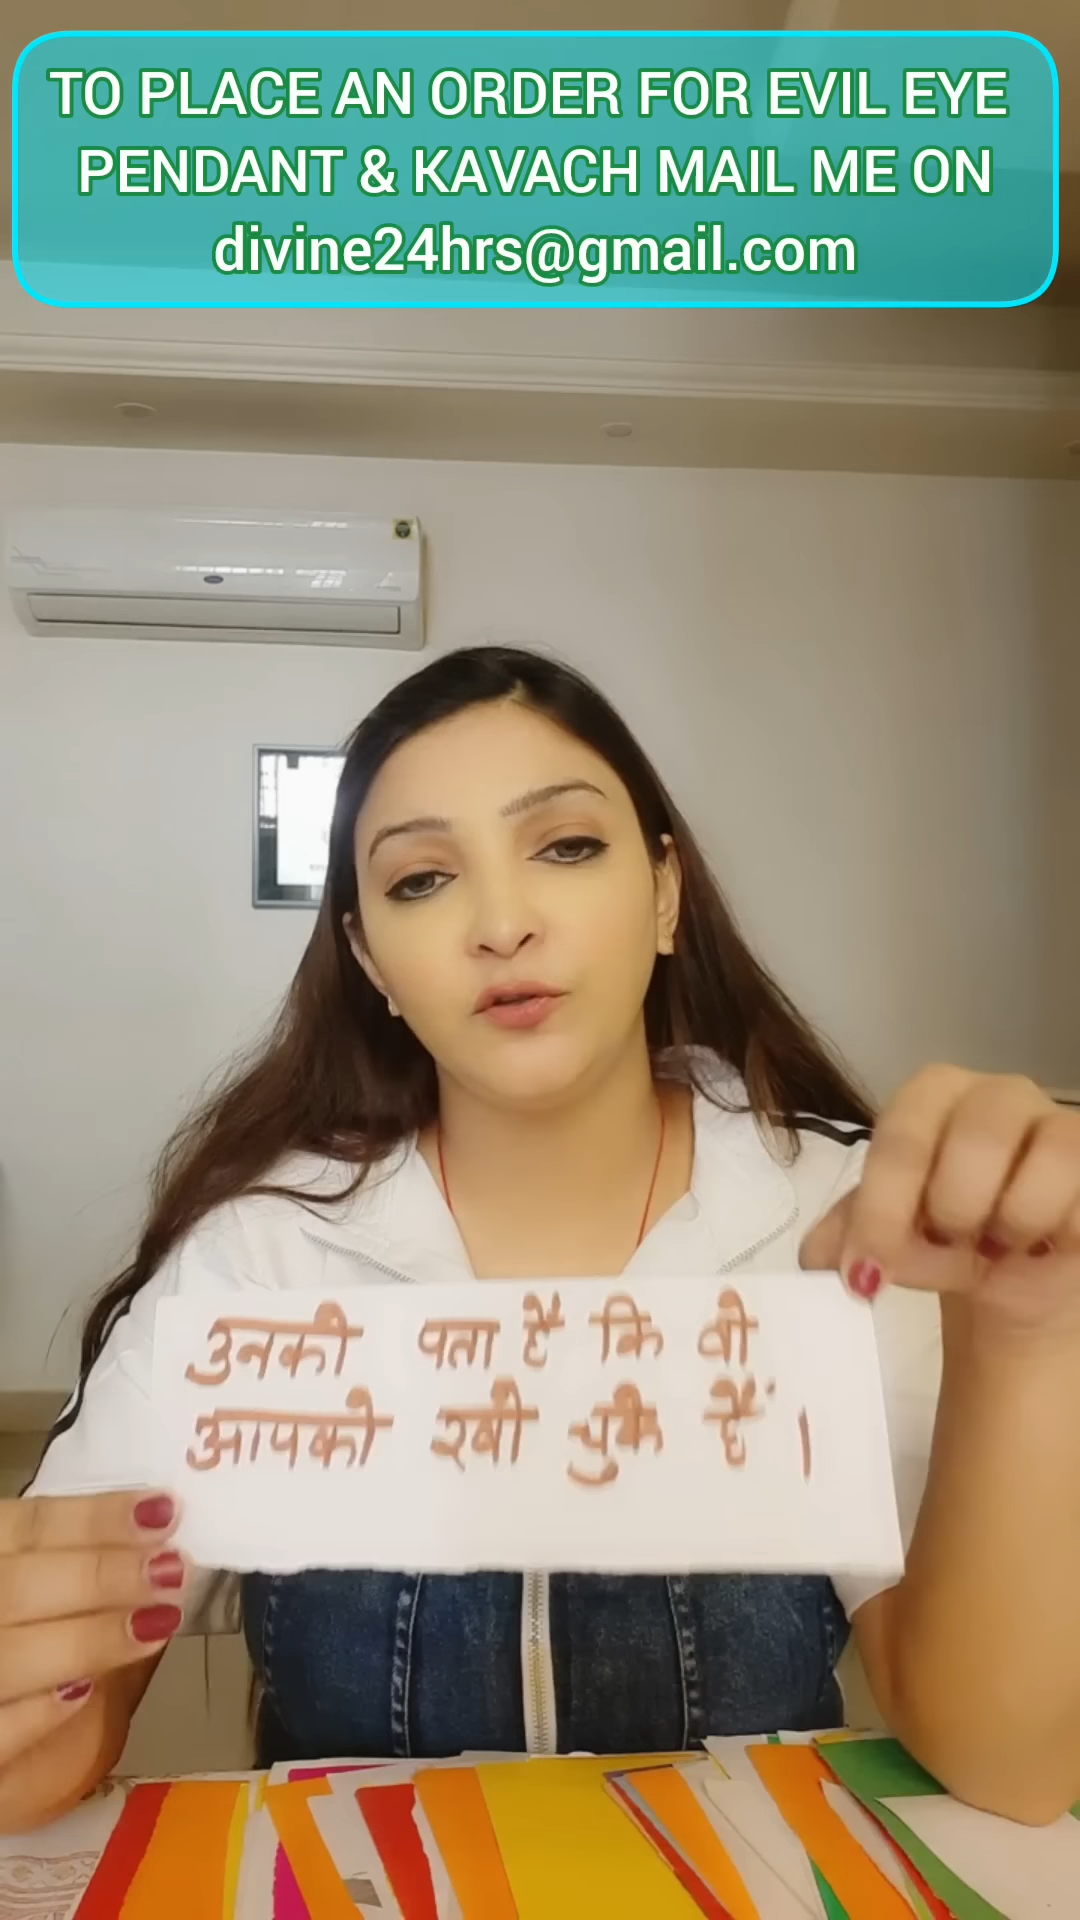 TO PLACE AN ORDER FOR EVIL EYE
PENDANT & KAVACH MAIL ME ON
divine24hrs@gmail.com
उनको पता है कि वो
आपको खो चुके हैं ।